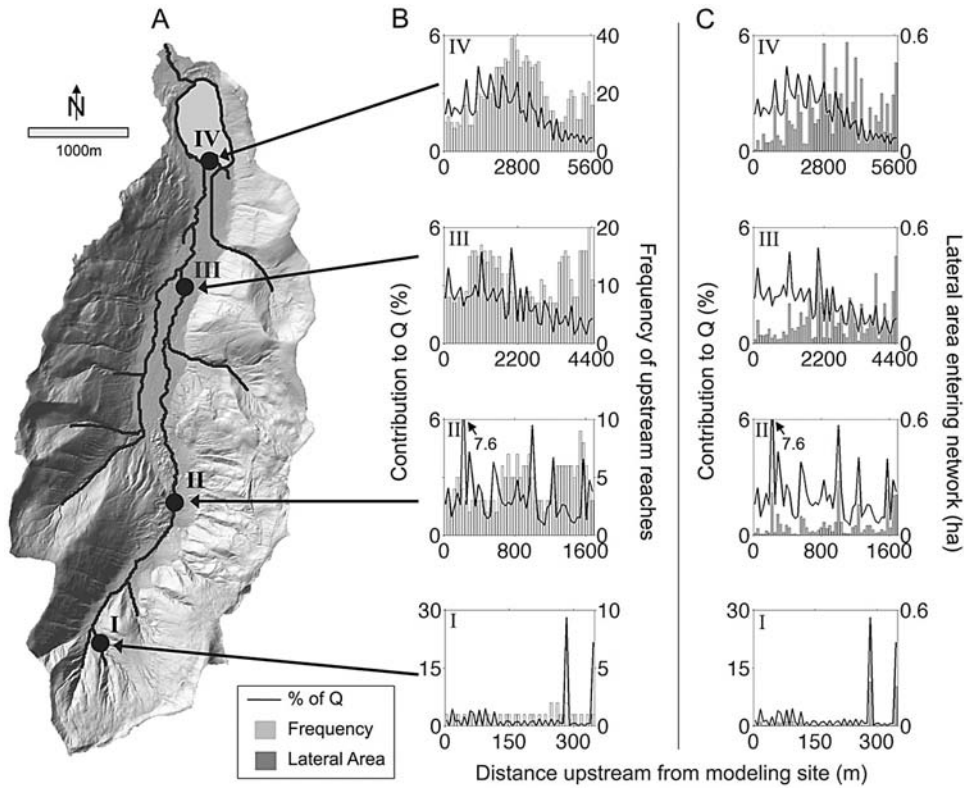 A
B
C
N
1000m
IV
III
II
I
% of Q
Frequency
Lateral Area
Contribution to Q (%)
Frequency of upstream reaches
IV
6
0
40
20
0
0 2800 5600
III
6
0
20
10
0
0 2200 4400
II
7.6
6
0
10
5
0
0 800 1600
I
30
15
0
10
5
0
0 150 300
Contribution to Q (%)
Lateral area entering network (ha)
IV
6
0
0.6
0
0 2800 5600
III
6
0
0.6
0
0 2200 4400
II
7.6
6
0
0.6
0
0 800 1600
I
30
15
0
0.6
0
0 150 300
Distance upstream from modeling site (m)